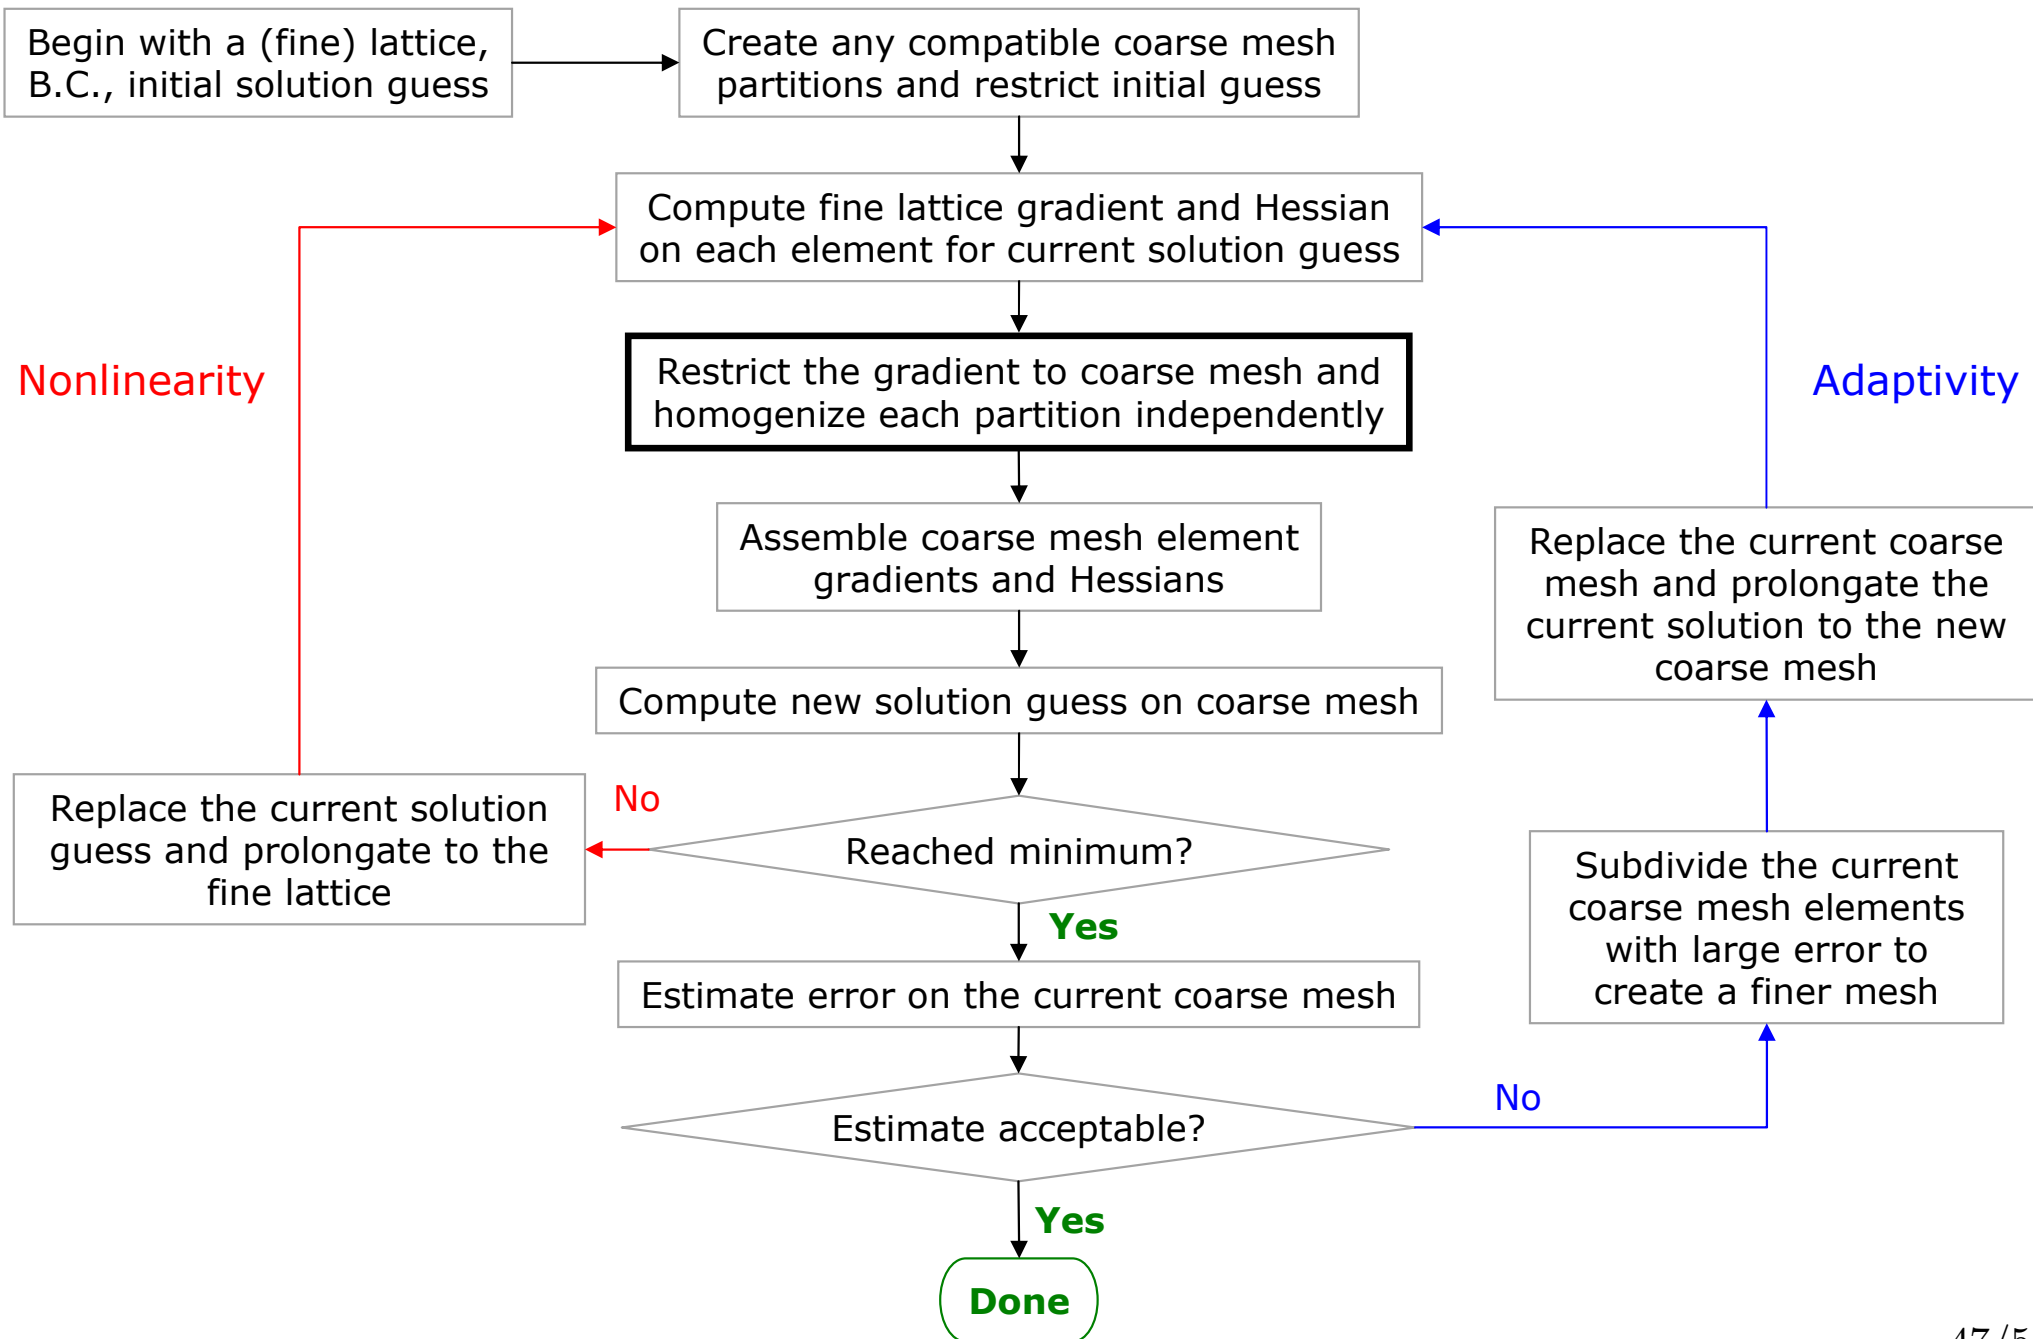 Begin with a (fine) lattice,
B.C., initial solution guess
Create any compatible coarse mesh
partitions and restrict initial guess
Compute fine lattice gradient and Hessian
on each element for current solution guess
Restrict the gradient to coarse mesh and
homogenize each partition independently
Nonlinearity
Adaptivity
Assemble coarse mesh element
gradients and Hessians
Replace the current coarse
mesh and prolongate the
current solution to the new
coarse mesh
Compute new solution guess on coarse mesh
No
Replace the current solution
guess and prolongate to the
fine lattice
Reached minimum?
Subdivide the current
coarse mesh elements
with large error to
create a finer mesh
Yes
Estimate error on the current coarse mesh
No
Estimate acceptable?
Yes
Done